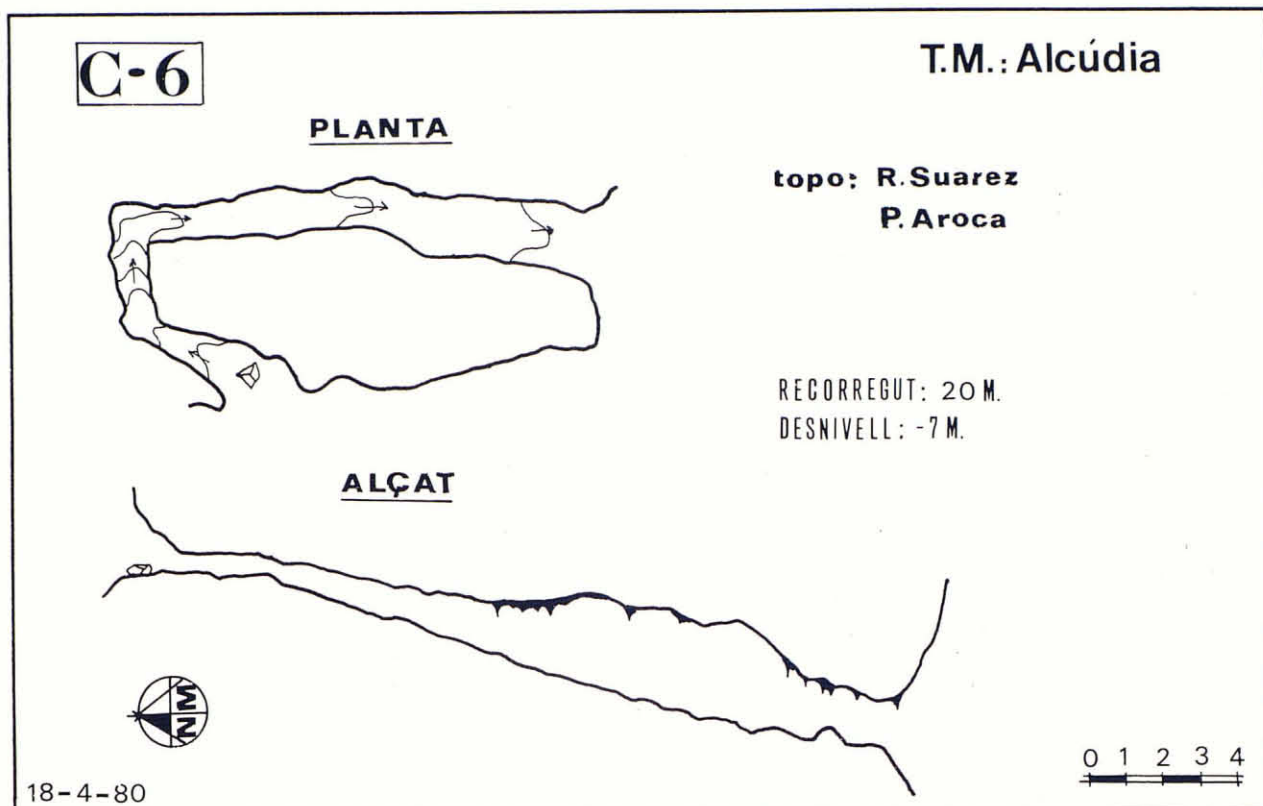 C-6
T.M.: Alcúdia
PLANTA
topo: R.Suarez
P. Aroca
RECORREGUT: 20 M.
DESNIVELL: -7 M.
ALÇAT
NM
18-4-80
0 1 2 3 4